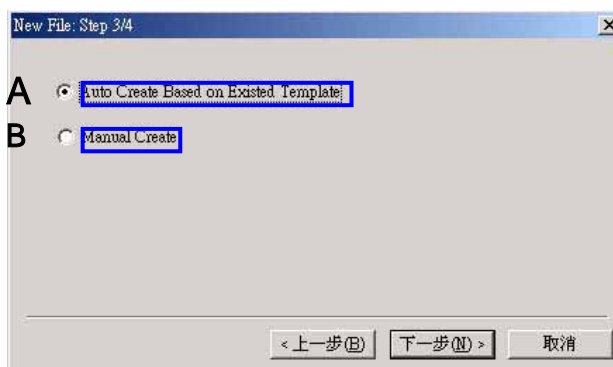 New File: Step 3/4
A Auto Create Based on Existed Template
B Manual Create
<上一步(B) 下一步(N)> 取消